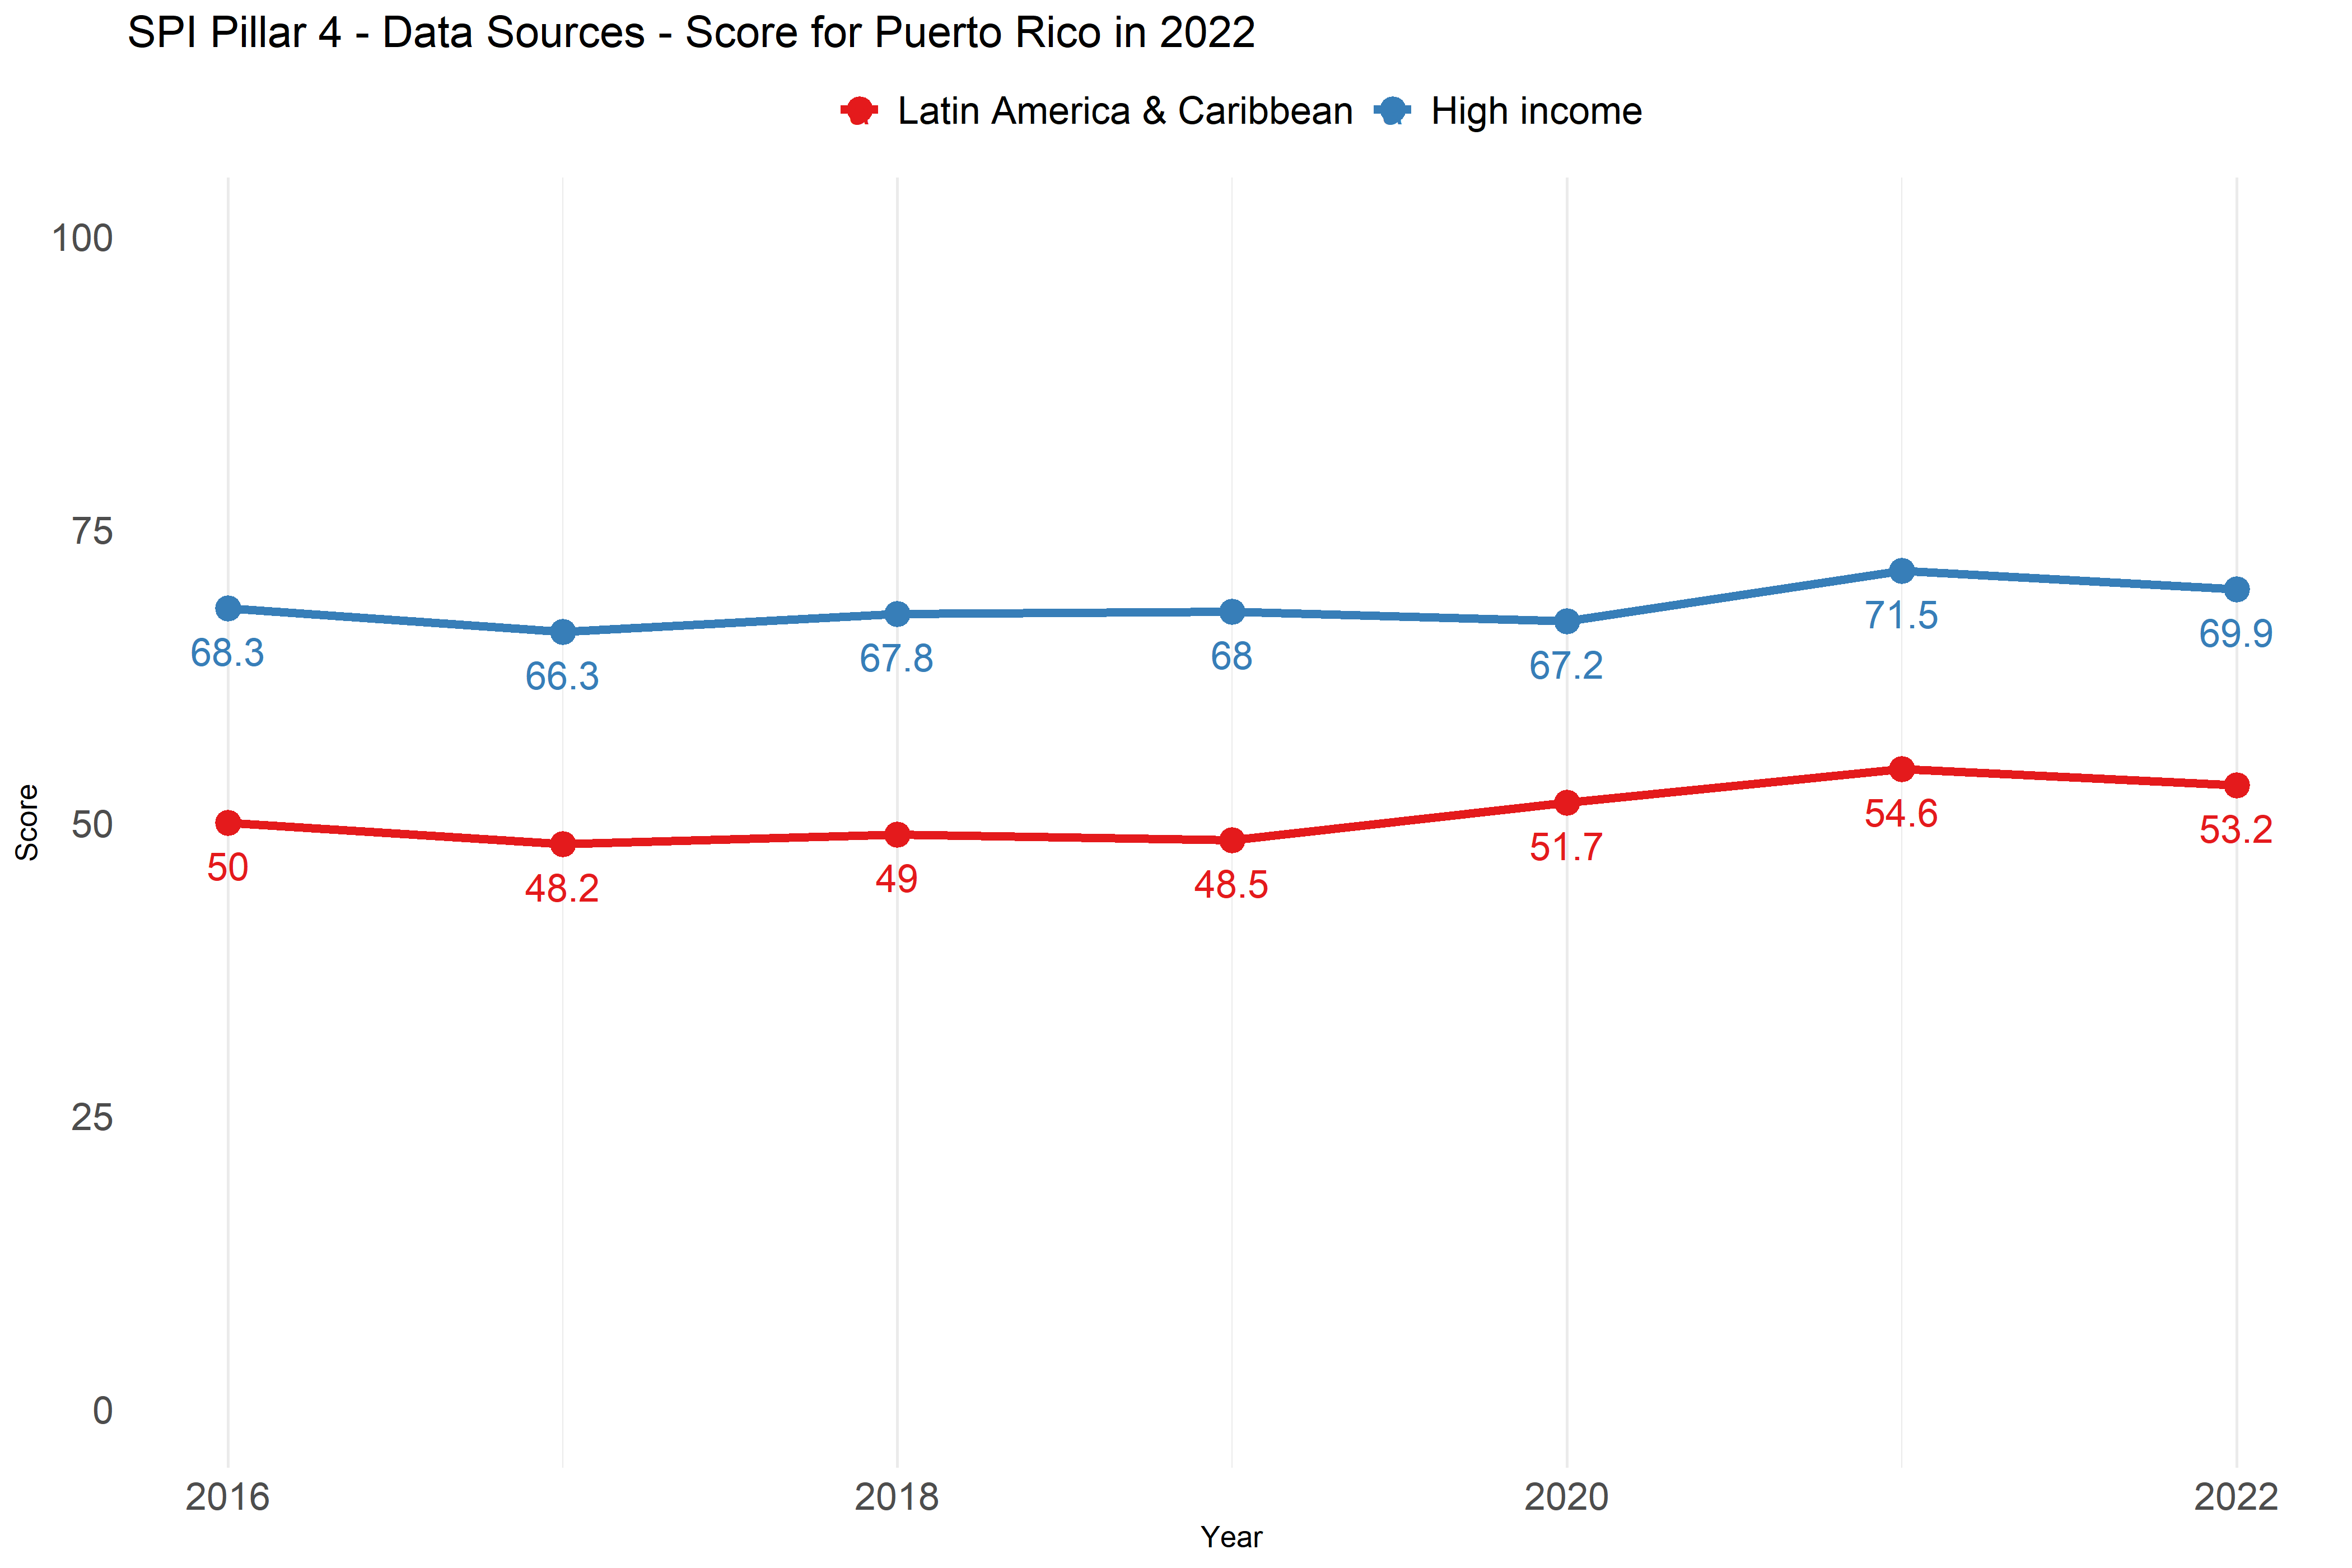 SPI Pillar 4 - Data Sources - Score for Puerto Rico in 2022
Latin America & Caribbean High income
100
75
50
25
0
Score
68.3 66.3 67.8 68 67.2 71.5 69.9
50 48.2 49 48.5 51.7 54.6 53.2
2016 2018 2020 2022
Year